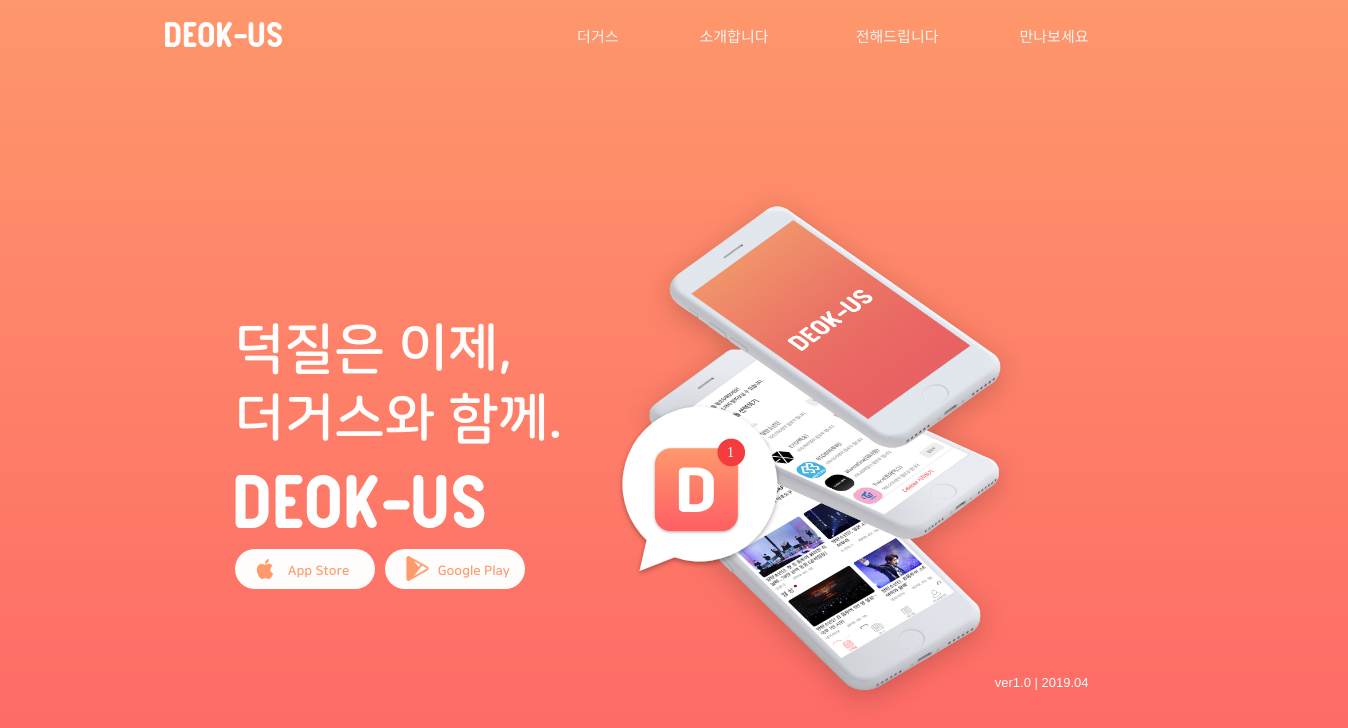 DEOK-US
더거스
소개합니다
전해드립니다
만나보세요
덕질은 이제,
더거스와 함께.
DEOK-US
App Store
Google Play
DEOK-US
D
1
ver1.0 | 2019.04